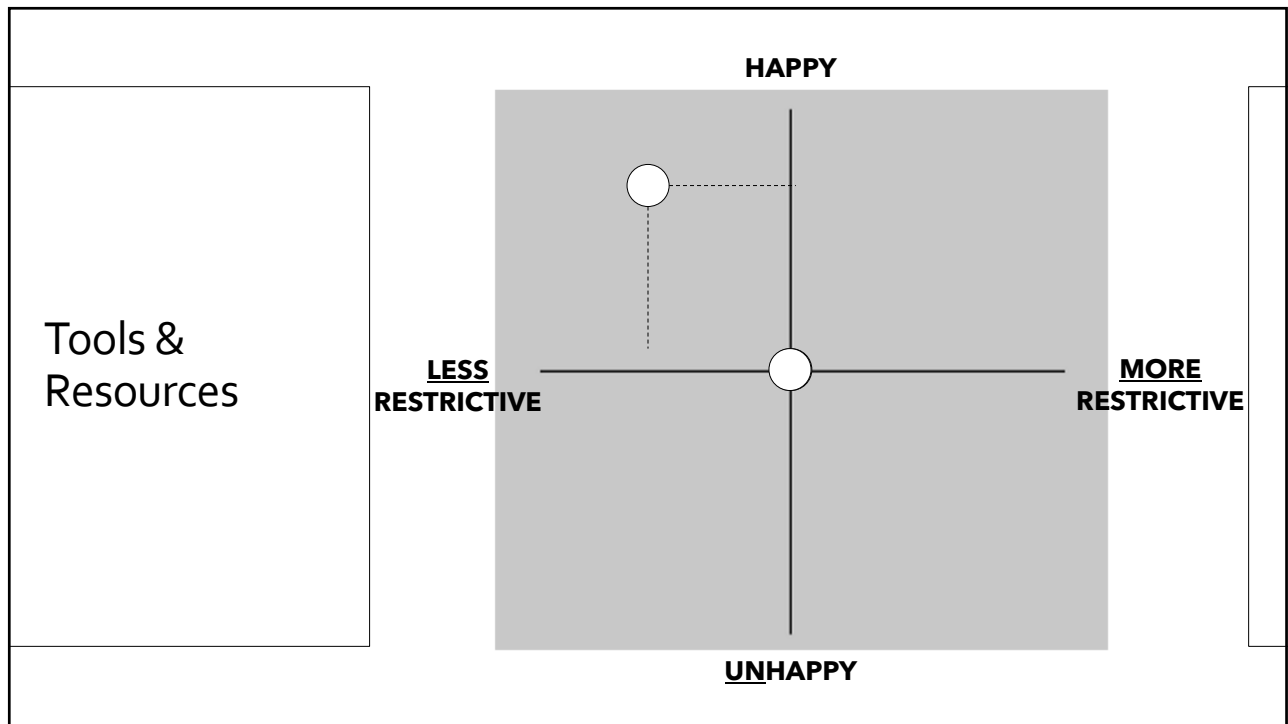 HAPPY
Tools &
Resources
LESS
RESTRICTIVE
MORE
RESTRICTIVE
UNHAPPY